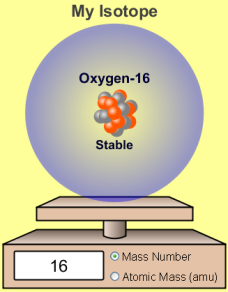 My Isotope
Oxygen-16
Stable
16
Mass Number
Atomic Mass (amu)